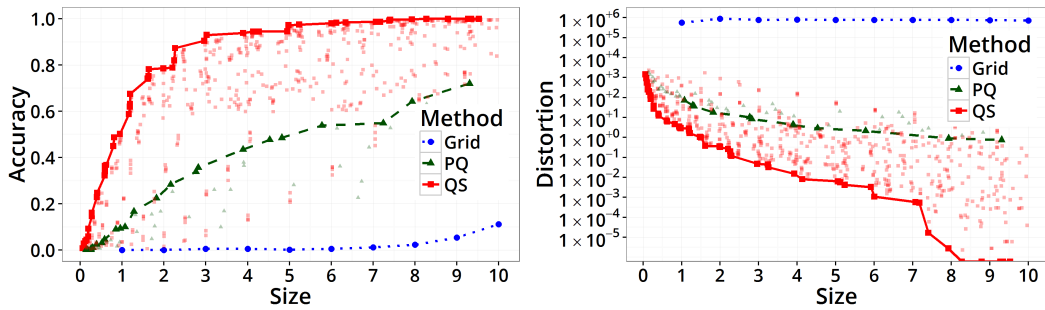 1.0
0.8
0.6
0.4
0.2
0.0
Accuracy
0 1 2 3 4 5 6 7 8 9 10
Size
Method
Grid
PQ
QS
1×10+6
1×10+5
1×10+4
1×10+3
1×10+2
1×10+1
1×10+0
1×10−1
1×10−2
1×10−3
1×10−4
1×10−5
Distortion
0 1 2 3 4 5 6 7 8 9 10
Size
Method
Grid
PQ
QS